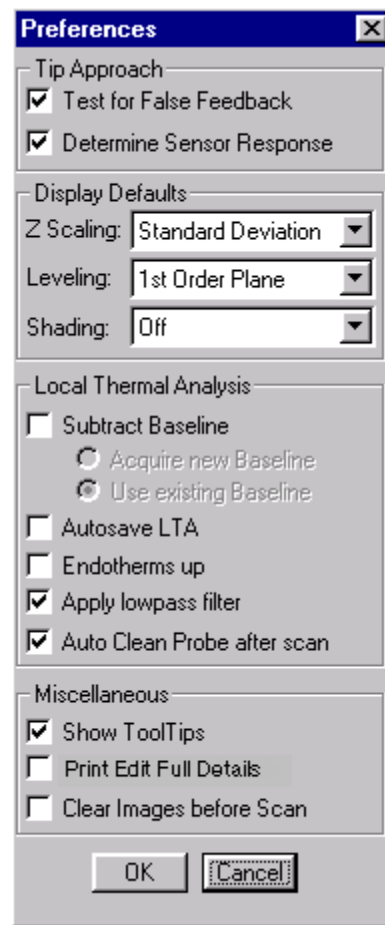 Preferences
Tip Approach
Test for False Feedback
Determine Sensor Response
Display Defaults
Z Scaling: Standard Deviation
Leveling: 1st Order Plane
Shading: Off
Local Thermal Analysis
Subtract Baseline
Acquire new Baseline
Use existing Baseline
Autosave LTA
Endotherms up
Apply lowpass filter
Auto Clean Probe after scan
Miscellaneous
Show ToolTips
Print Edit Full Details
Clear Images before Scan
OK Cancel